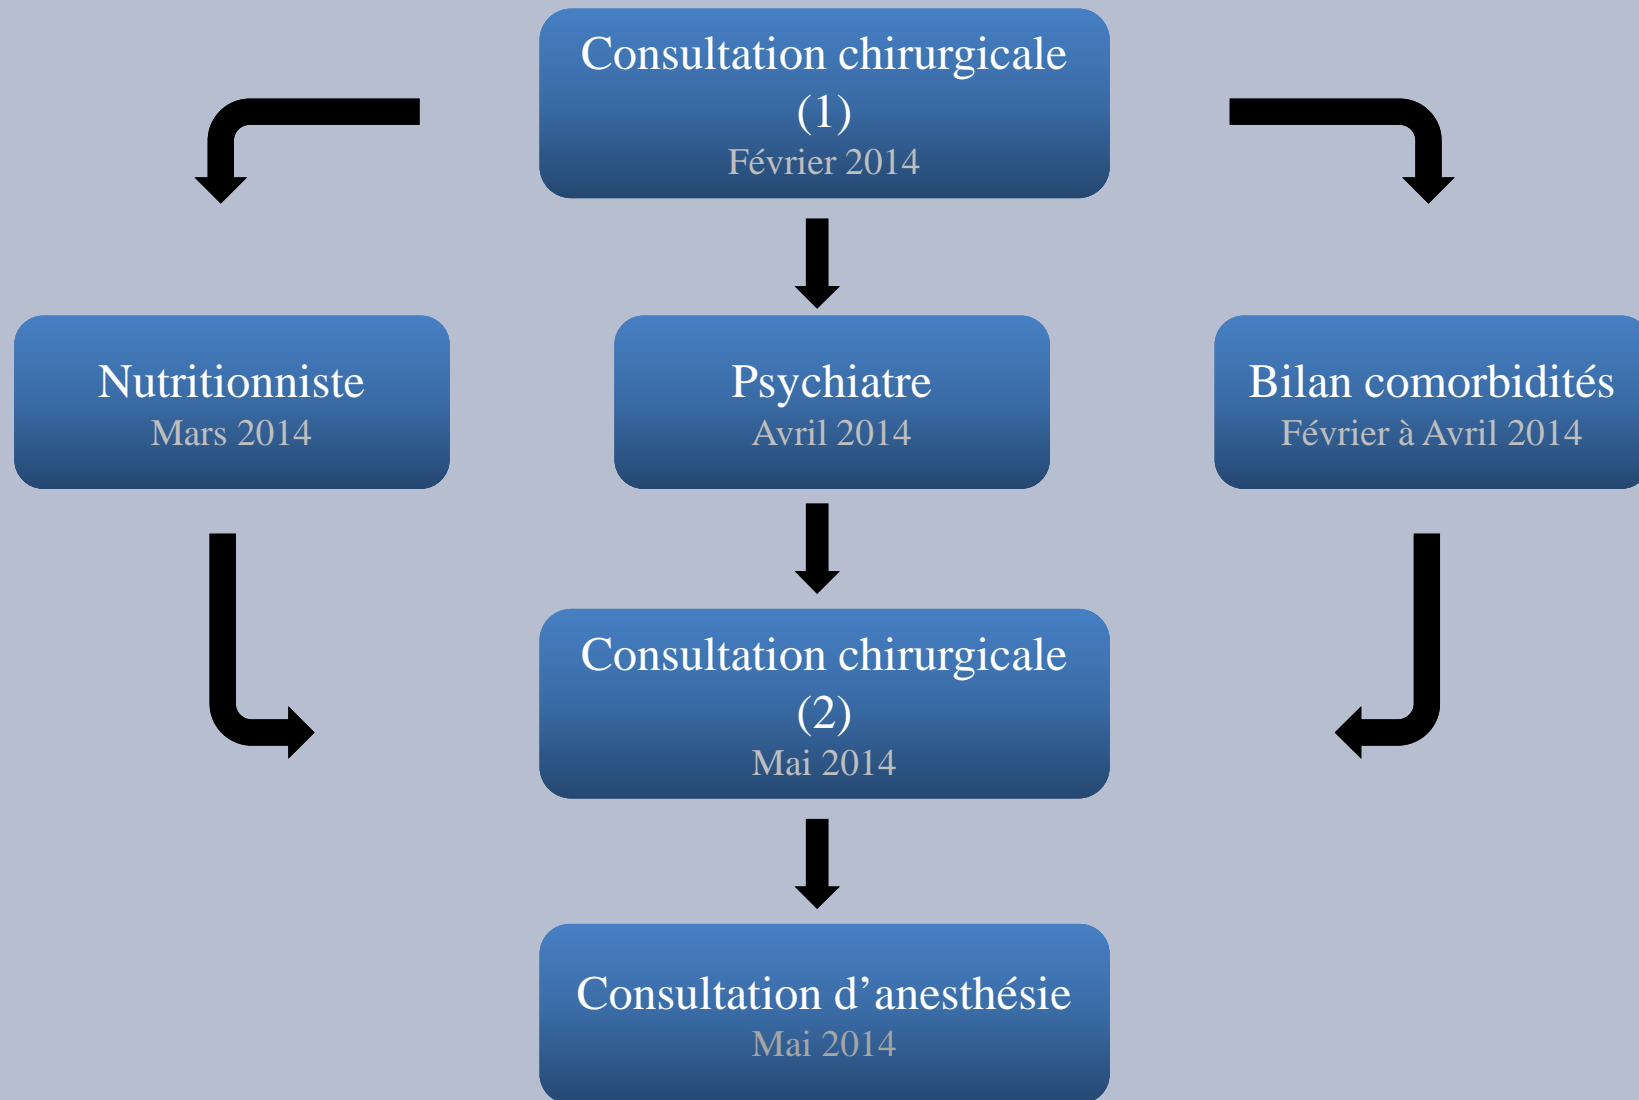 Consultation chirurgicale
(1)
Février 2014
Nutritionniste
Mars 2014
Psychiatre
Avril 2014
Bilan comorbidités
Février à Avril 2014
Consultation chirurgicale
(2)
Mai 2014
Consultation d’anesthésie
Mai 2014